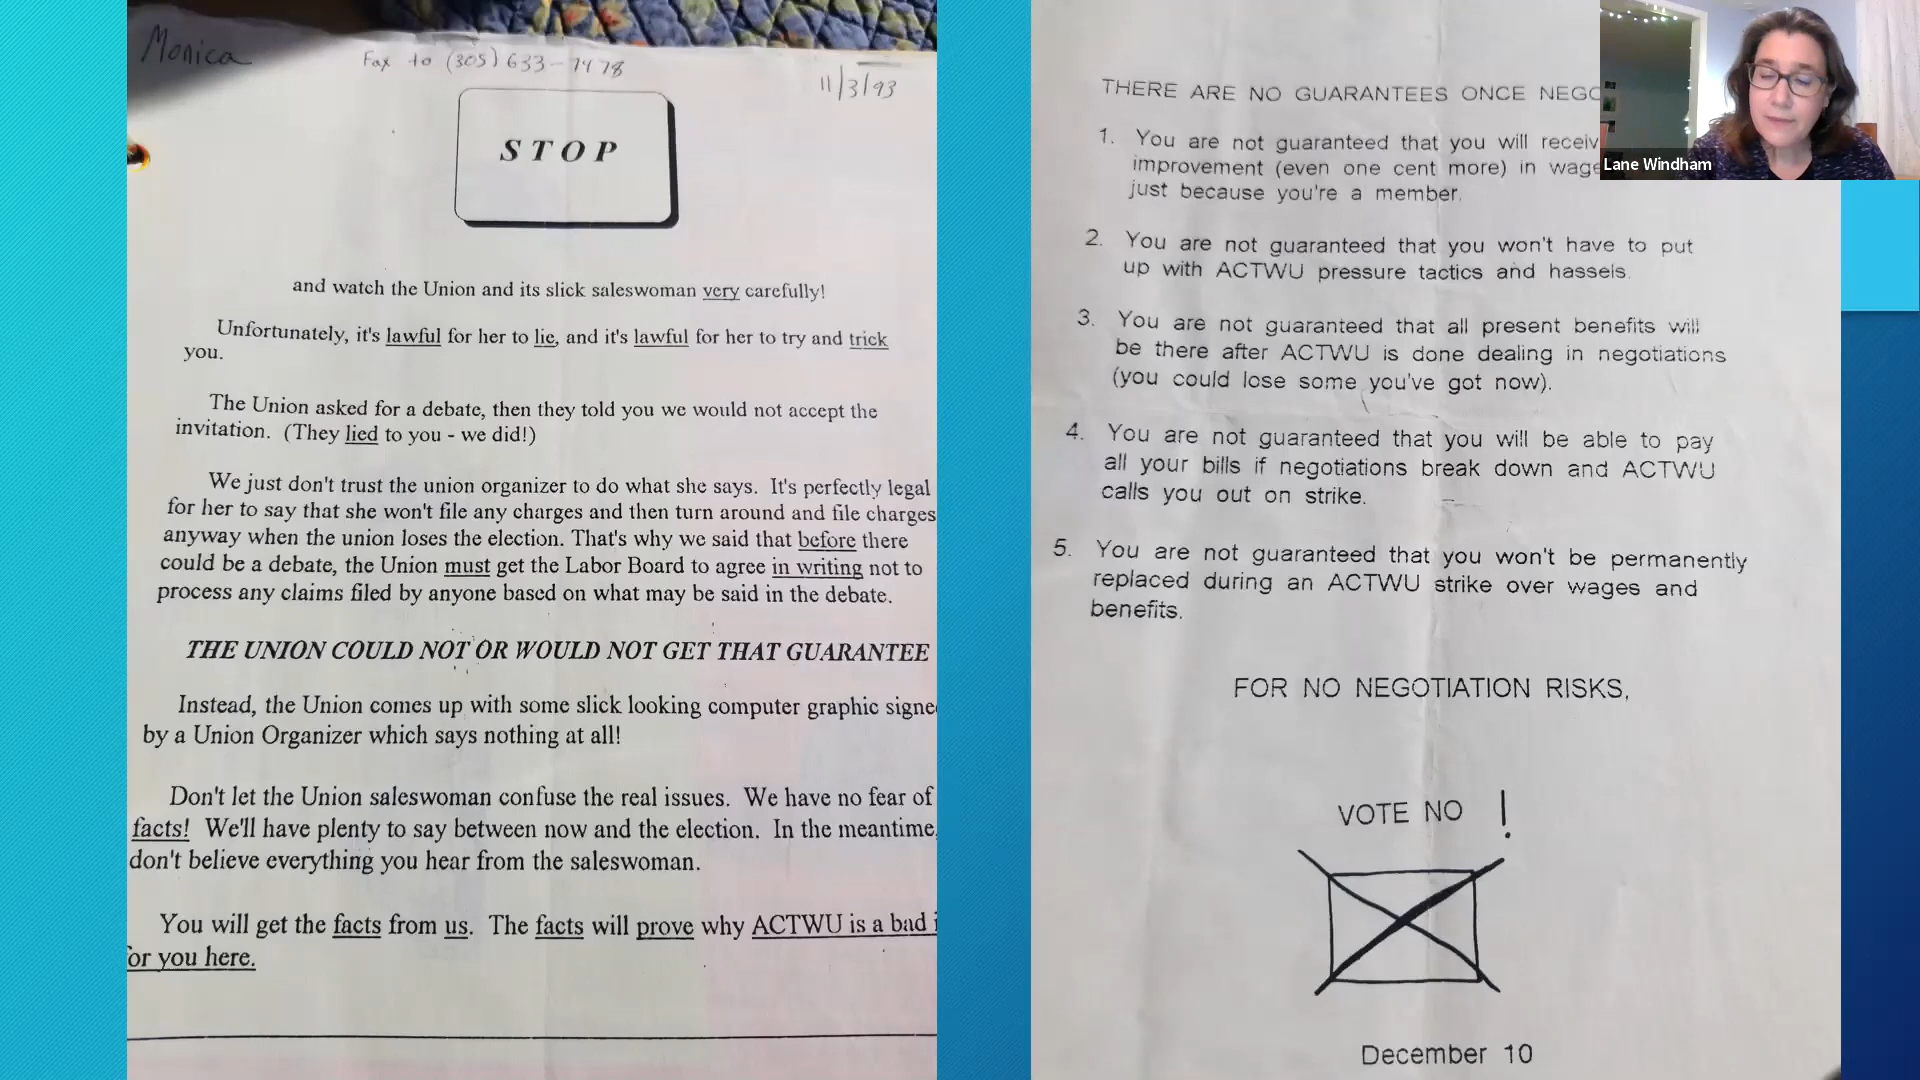 Monica
Fax to (305) 633-7478
11/3/93
STOP
and watch the Union and its slick saleswoman very carefully!
Unfortunately, it's lawful for her to lie, and it's lawful for her to try and trick
you.
The Union asked for a debate, then they told you we would not accept the
invitation. (They lied to you - we did!)
We just don't trust the union organizer to do what she says. It's perfectly legal
for her to say that she won't file any charges and then turn around and file charges
anyway when the union loses the election. That's why we said that before there
could be a debate, the Union must get the Labor Board to agree in writing not to
process any claims filed by anyone based on what may be said in the debate.
THE UNION COULD NOT OR WOULD NOT GET THAT GUARANTEE
Instead, the Union comes up with some slick looking computer graphic signe
by a Union Organizer which says nothing at all!
Don't let the Union saleswoman confuse the real issues. We have no fear of
facts! We'll have plenty to say between now and the election. In the meantime,
don't believe everything you hear from the saleswoman.
You will get the facts from us. The facts will prove why ACTWU is a bad i
or you here.
THERE ARE NO GUARANTEES ONCE NEGO
1. You are not guaranteed that you will receiv
improvement (even one cent more) in wage
just because you're a member.
2. You are not guaranteed that you won't have to put
up with ACTWU pressure tactics and hassels.
3. You are not guaranteed that all present benefits will
be there after ACTWU is done dealing in negotiations
(you could lose some you've got now).
4. You are not guaranteed that you will be able to pay
all your bills if negotiations break down and ACTWU
calls you out on strike.
5. You are not guaranteed that you won't be permanently
replaced during an ACTWU strike over wages and
benefits.
FOR NO NEGOTIATION RISKS,
VOTE NO !
December 10
Lane Windham